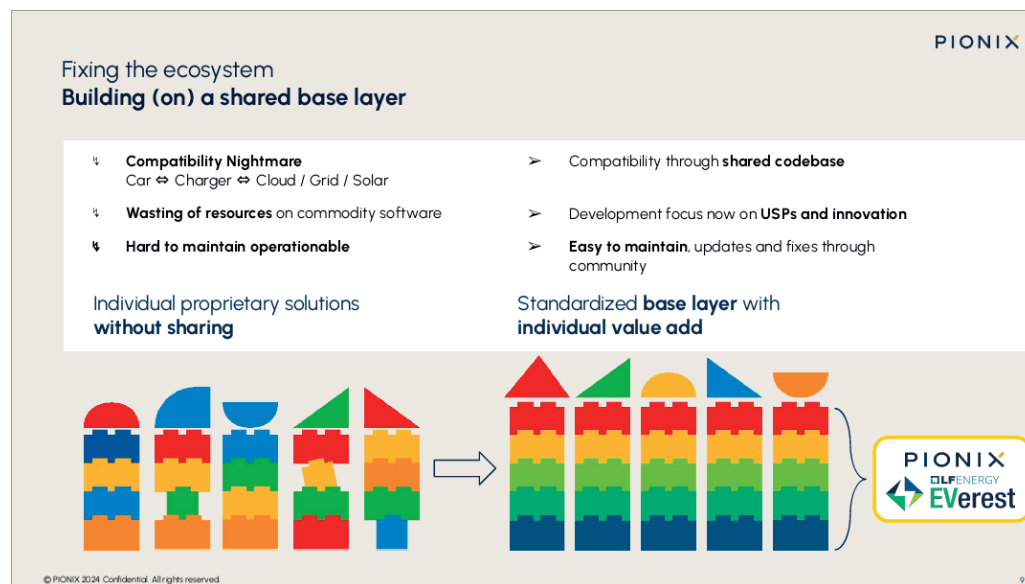 PIONIX
Fixing the ecosystem
Building (on) a shared base layer
Compatibility Nightmare
Car ⇔ Charger ⇔ Cloud / Grid / Solar
Wasting of resources on commodity software
Hard to maintain operationable
Individual proprietary solutions
without sharing
➢ Compatibility through shared codebase
➢ Development focus now on USPs and innovation
➢ Easy to maintain, updates and fixes through
community
Standardized base layer with
individual value add
PIONIX
LFENERGY
EVerest
© PIONIX 2024 Confidential. All rights reserved.
9